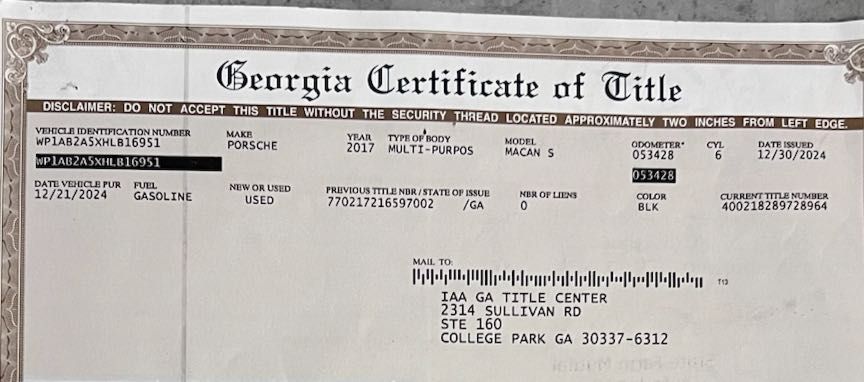 Georgia Certificate of Title
DISCLAIMER: DO NOT ACCEPT THIS TITLE WITHOUT THE SECURITY THREAD LOCATED APPROXIMATELY TWO INCHES FROM LEFT EDGE.
VEHICLE IDENTIFICATION NUMBER MAKE YEAR TYPE OF BODY MODEL ODOMETER* CYL DATE ISSUED
WP1AB2A5XHLB16951 PORSCHE 2017 MULTI-PURPOS MACAN S 053428 6 12/30/2024
WP1AB2A5XHLB16951 053428
DATE VEHICLE PUR FUEL NEW OR USED PREVIOUS TITLE NBR / STATE OF ISSUE NBR OF LIENS COLOR CURRENT TITLE NUMBER
12/21/2024 GASOLINE USED 770217216597002 /GA 0 BLK 400218289728964
MAIL TO:
T13
IAA GA TITLE CENTER
2314 SULLIVAN RD
STE 160
COLLEGE PARK GA 30337-6312